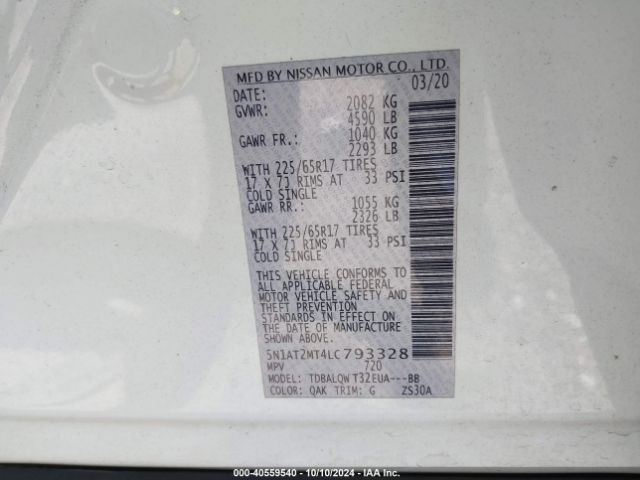 MFD BY NISSAN MOTOR CO., LTD.
DATE: 03/20
GVWR: 2082 KG
4590 LB
GAWR FR.: 1040 KG
2293 LB
WITH 225/65R17 TIRES
17 X 7J RIMS AT 33 PSI
COLD SINGLE
GAWR RR.: 1055 KG
2326 LB
WITH 225/65R17 TIRES
17 X 7J RIMS AT 33 PSI
COLD SINGLE
THIS VEHICLE CONFORMS TO
ALL APPLICABLE FEDERAL
MOTOR VEHICLE SAFETY AND
THEFT PREVENTION
STANDARDS IN EFFECT ON
THE DATE OF MANUFACTURE
SHOWN ABOVE.
5N1AT2MT4LC793328
MPV 720
MODEL: TDBALQW T32EUA---BB
COLOR: QAK TRIM: G ZS30A
000-40559540 - 10/10/2024 - IAA Inc.